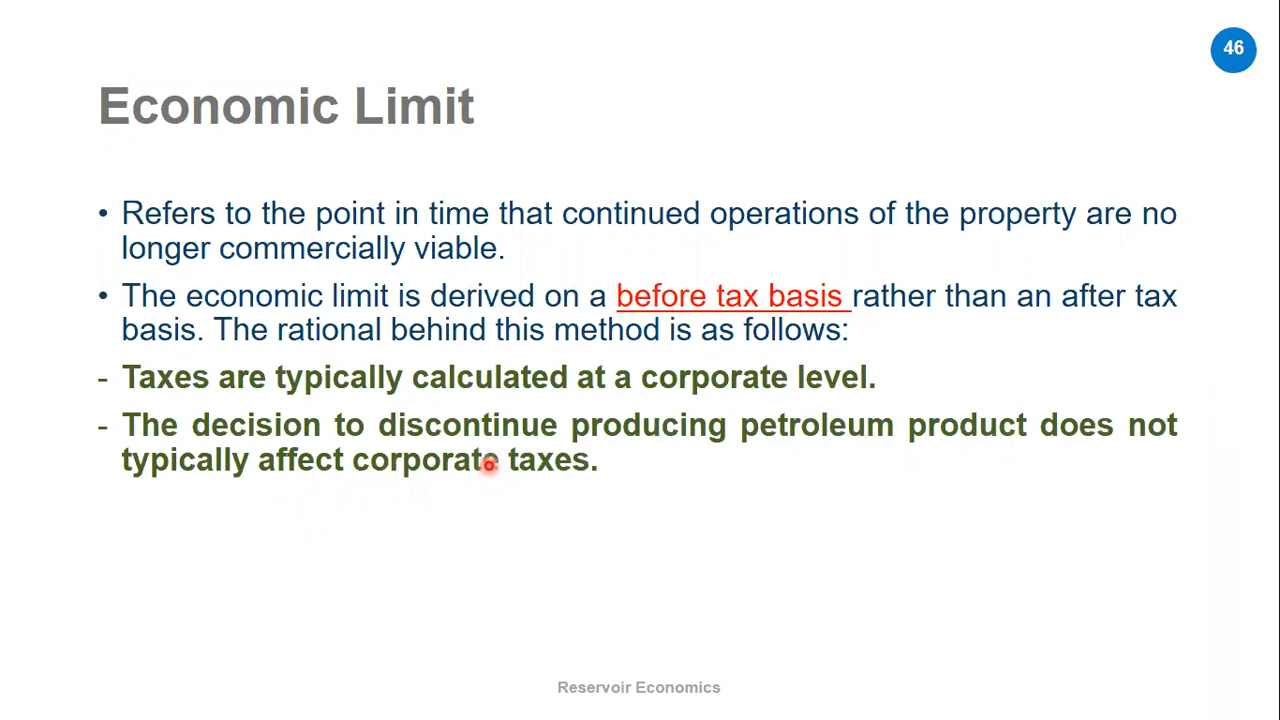 46
Economic Limit
• Refers to the point in time that continued operations of the property are no
longer commercially viable.
• The economic limit is derived on a before tax basis rather than an after tax
basis. The rational behind this method is as follows:
- Taxes are typically calculated at a corporate level.
- The decision to discontinue producing petroleum product does not
typically affect corporate taxes.
Reservoir Economics